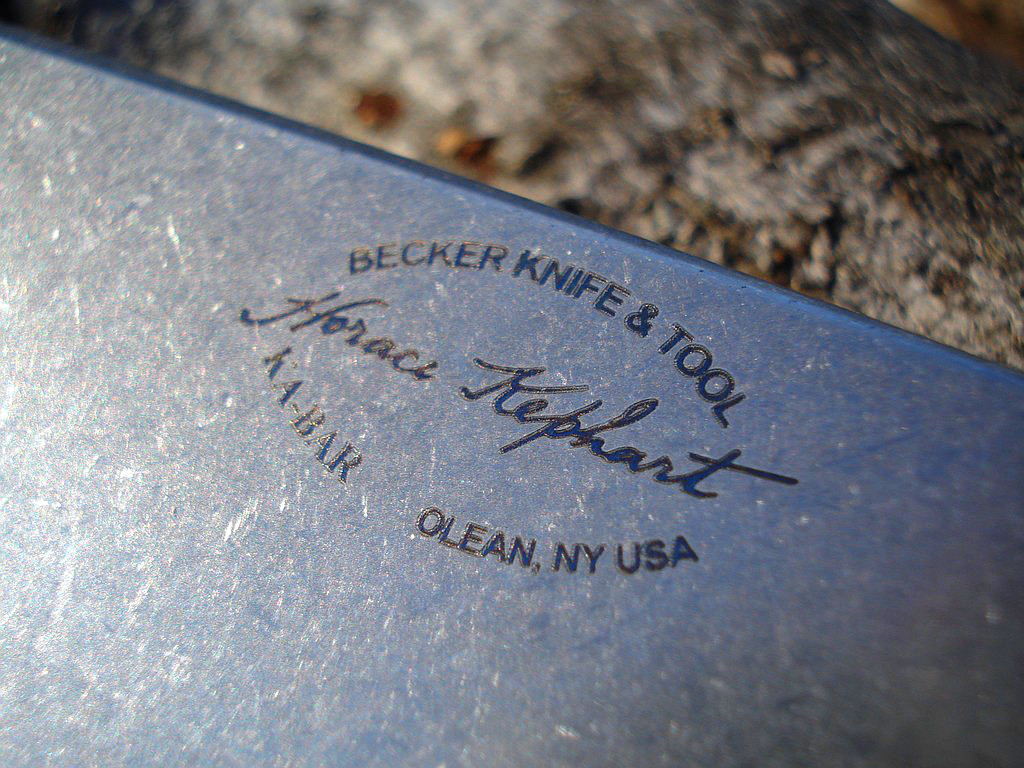 BECKER KNIFE & TOOL
Horace Kephart
KA-BAR
OLEAN, NY USA